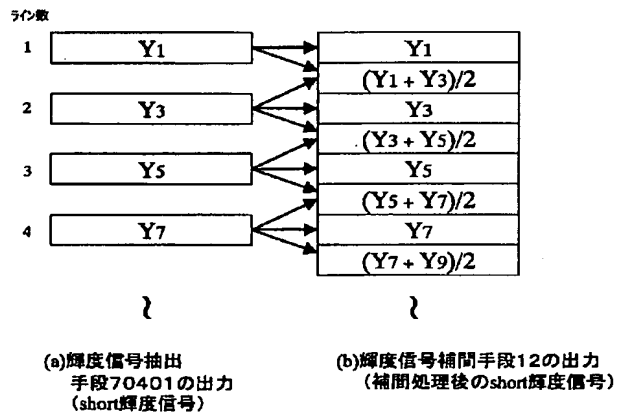 ライン数
1 Y1 Y1
(Y1 + Y3)/2
2 Y3 Y3
(Y3 + Y5)/2
3 Y5 Y5
(Y5 + Y7)/2
4 Y7 Y7
(Y7 + Y9)/2
(a)輝度信号抽出
手段70401の出力
(short輝度信号)
(b)輝度信号補間手段12の出力
(補間処理後のshort輝度信号)